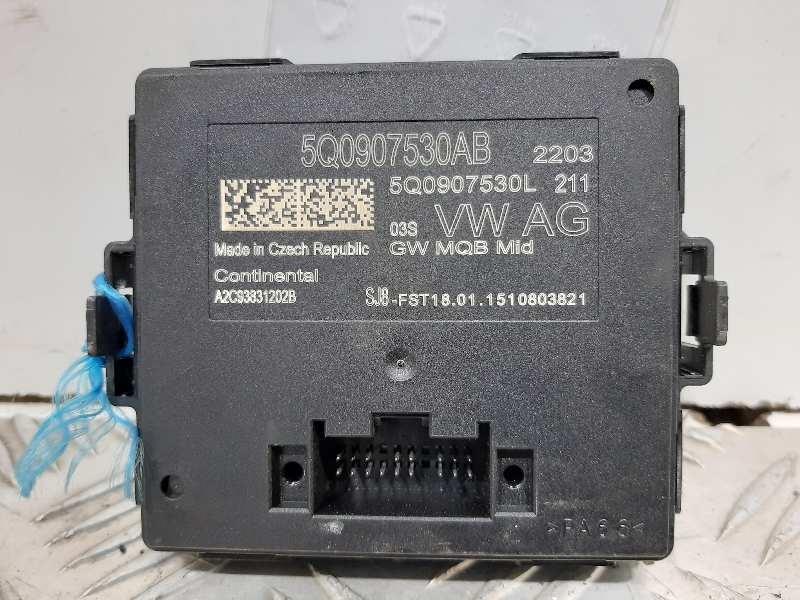 5Q0907530AB 2203
5Q0907530L 211
03S VW AG
Made in Czech Republic GW MQB Mid
Continental
A2C93831202B SJ8-FST18.01.1510803821
>PA66<